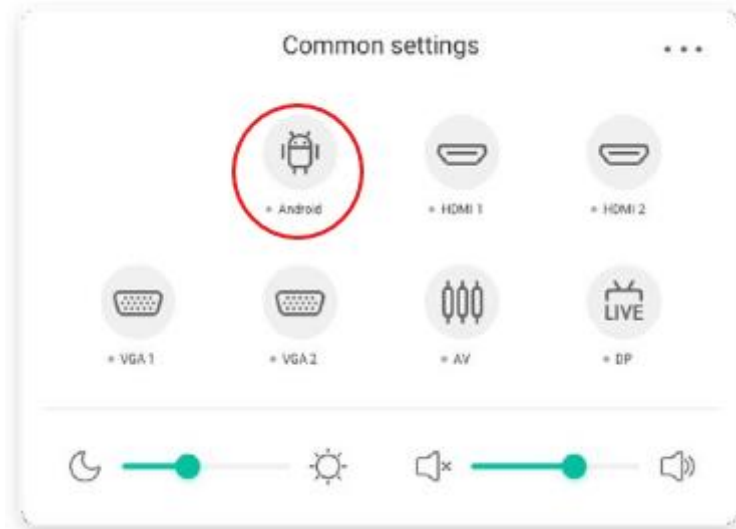 Common settings
Android
HDMI 1
HDMI 2
VGA 1
VGA 2
AV
LIVE
DP